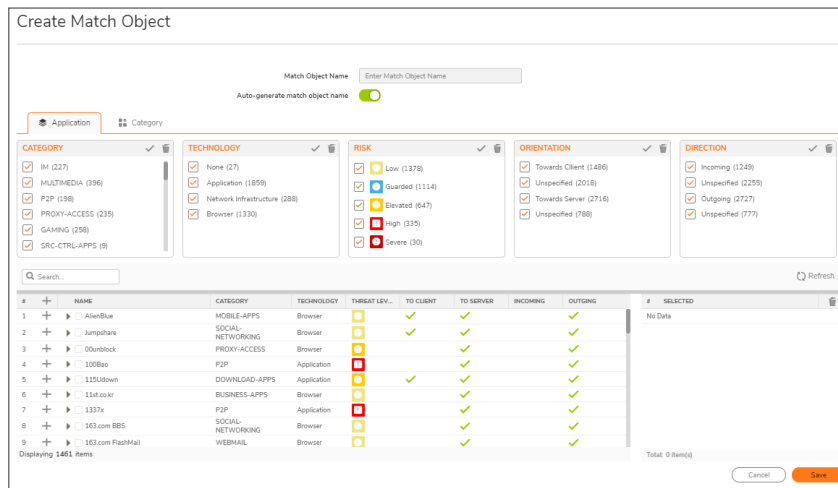 Create Match Object
Match Object Name Enter Match Object Name
Auto-generate match object name
Application Category
CATEGORY
IM (227)
MULTIMEDIA (396)
P2P (198)
PROXY-ACCESS (235)
GAMING (258)
SRC-CTRL-APPS (9)
TECHNOLOGY
None (27)
Application (1859)
Network Infrastructure (288)
Browser (1330)
RISK
Low (1378)
Guarded (1114)
Elevated (647)
High (335)
Severe (30)
ORIENTATION
Towards Cllient (1486)
Unspecified (2018)
Towards Server (2716)
Unspecified (788)
DIRECTION
Incoming (1249)
Unspecified (2255)
Outgoing (2727)
Unspecified (777)
Search... Refresh
# NAME CATEGORY TECHNOLOGY THREAT LEV... TO CLIENT TO SERVER INCOMING OUTGING
1 AlienBlue MOBILE-APPS Browser
2 Jumpshare SOCIAL-NETWORKING Browser
3 00unblock PROXY-ACCESS Browser
4 100Bao P2P Application
5 115Udown DOWNLOAD-APPS Application
6 11st.co.kr BUSINESS-APPS Browser
7 1337x P2P Application
8 163.com BBS SOCIAL-NETWORKING Browser
9 163.com FlashMail WEBMAIL Browser
Displaying 1461 items
# SELECTED
No Data
Total: 0 item(s)
Cancel Save